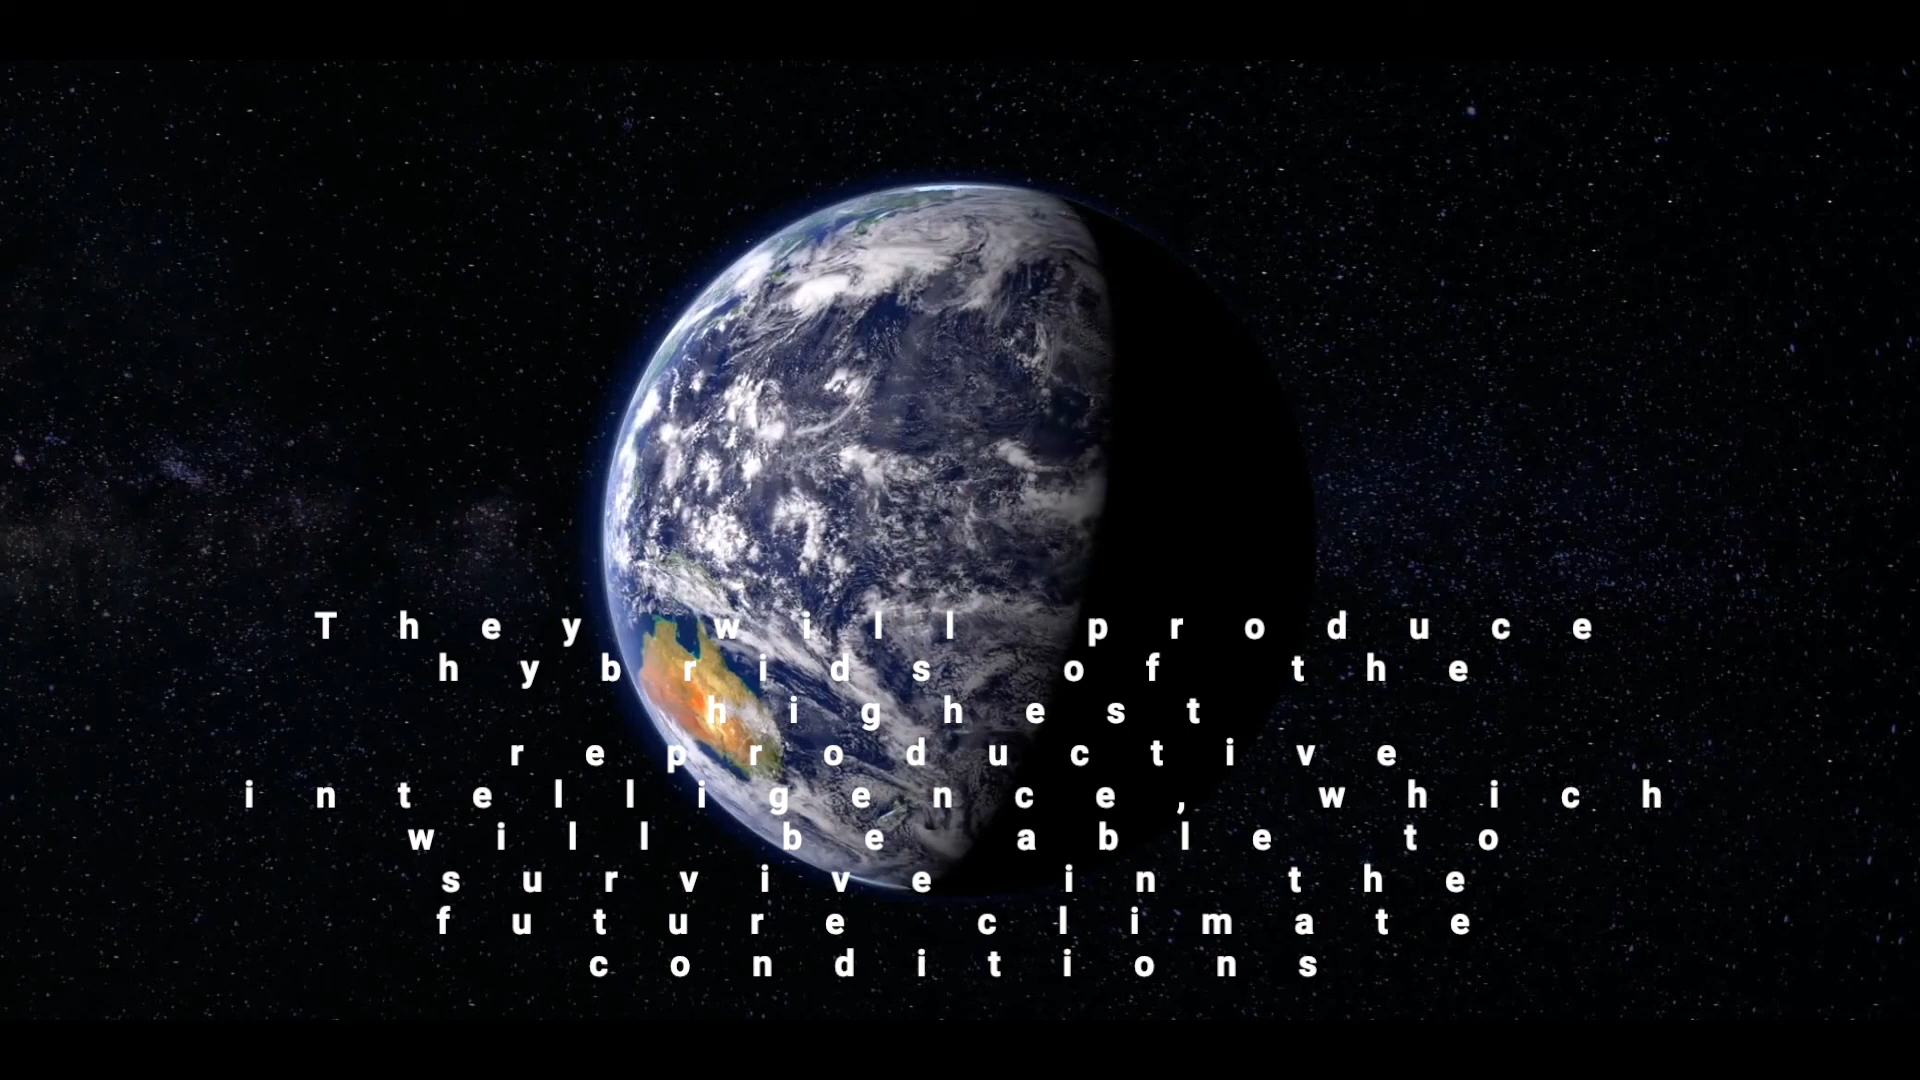 They will produce
hybrids of the
highest
reproductive
intelligence, which
will be able to
survive in the
future climate
conditions